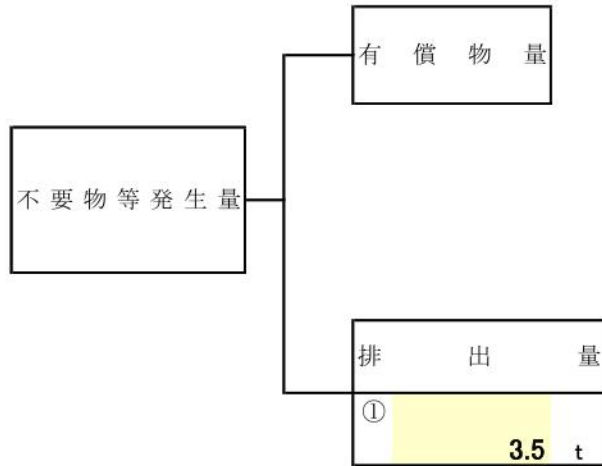 有償物量
不要物等発生量
排出量
①
3.5 t